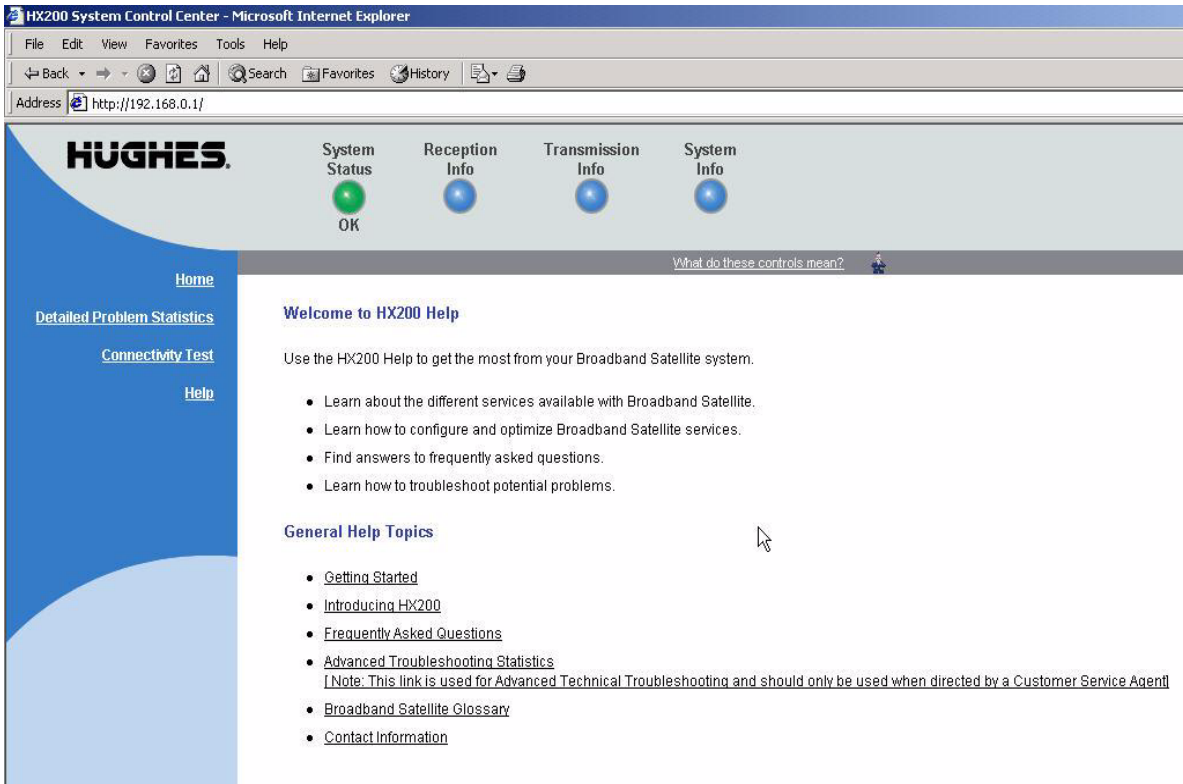 HX200 System Control Center - Microsoft Internet Explorer
File Edit View Favorites Tools Help
Back Search Favorites History
Address http://192.168.0.1/
HUGHES.
System Status
OK
Reception Info
Transmission Info
System Info
What do these controls mean?
Home
Detailed Problem Statistics
Connectivity Test
Help
Welcome to HX200 Help
Use the HX200 Help to get the most from your Broadband Satellite system.
Learn about the different services available with Broadband Satellite.
Learn how to configure and optimize Broadband Satellite services.
Find answers to frequently asked questions.
Learn how to troubleshoot potential problems.
General Help Topics
Getting Started
Introducing HX200
Frequently Asked Questions
Advanced Troubleshooting Statistics
[Note: This link is used for Advanced Technical Troubleshooting and should only be used when directed by a Customer Service Agent]
Broadband Satellite Glossary
Contact Information